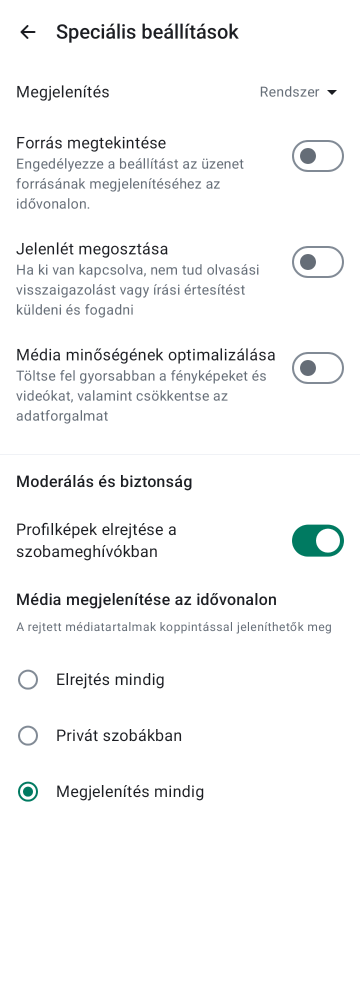 Speciális beállítások
Megjelenítés
Rendszer
Forrás megtekintése
Engedélyezze a beállítást az üzenet
forrásának megjelenítéséhez az
idővonalon.
Jelenlét megosztása
Ha ki van kapcsolva, nem tud olvasási
visszaigazolást vagy írási értesítést
küldeni és fogadni
Média minőségének optimalizálása
Töltse fel gyorsabban a fényképeket és
videókat, valamint csökkentse az
adatforgalmat
Moderálás és biztonság
Profilképek elrejtése a
szobameghívókban
Média megjelenítése az idővonalon
A rejtett médiatartalmak koppintással jeleníthetők meg
Elrejtés mindig
Privát szobákban
Megjelenítés mindig